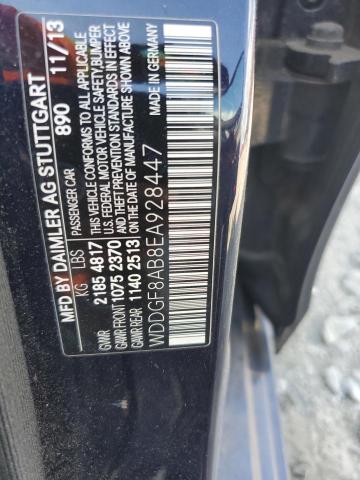 MFD BY DAIMLER AG STUTTGART
890 11/13
PASSENGER CAR
KG LBS
GVWR 2185 4817
GAWR FRONT 1075 2370
GAWR REAR 1140 2513
THIS VEHICLE CONFORMS TO ALL APPLICABLE
U.S. FEDERAL MOTOR VEHICLE SAFETY, BUMPER
AND THEFT PREVENTION STANDARDS IN EFFECT
ON THE DATE OF MANUFACTURE SHOWN ABOVE.
MADE IN GERMANY
WDDGF8AB8EA928447